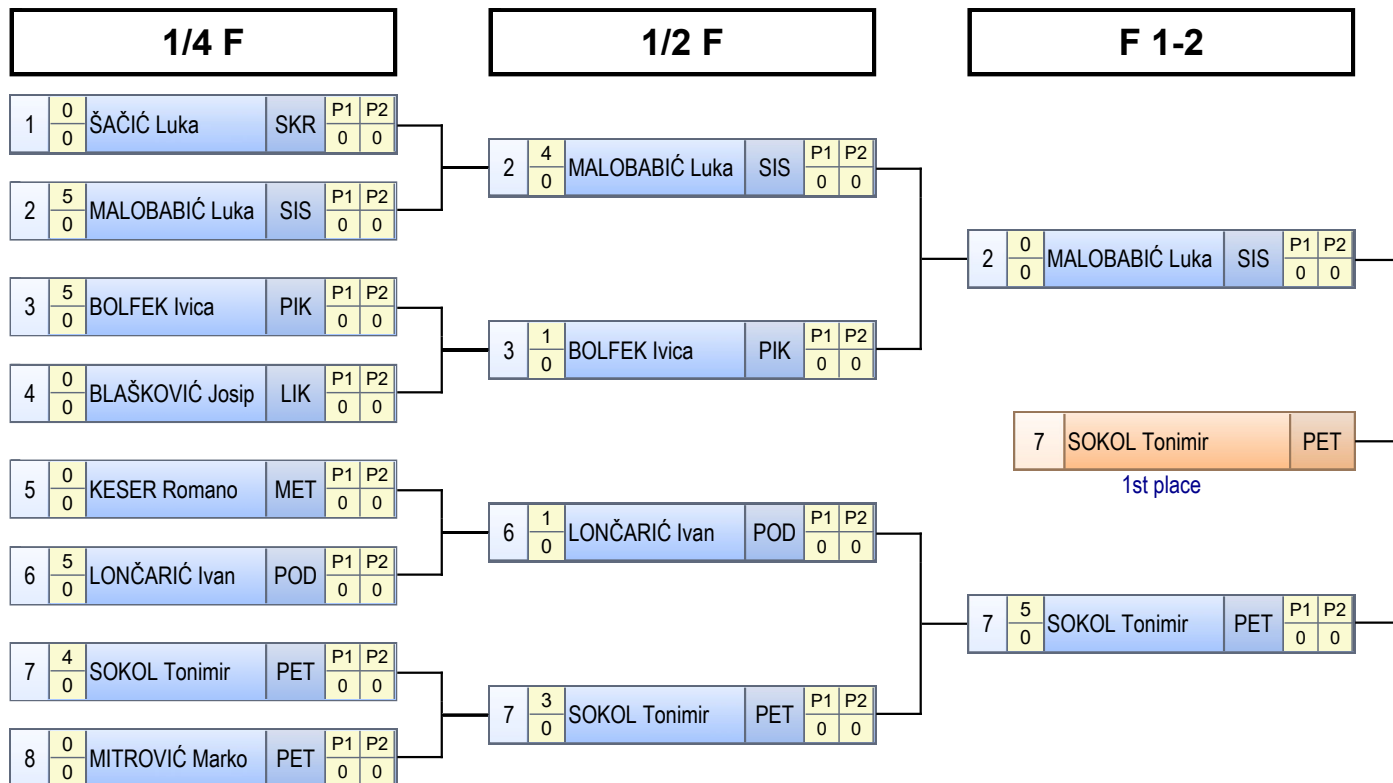 1/4 F 1/2 F F 1-2
1 0 0 ŠAČIĆ Luka SKR P1 P2 0 0
2 5 0 MALOBABIĆ Luka SIS P1 P2 0 0
3 5 0 BOLFEK Ivica PIK P1 P2 0 0
4 0 0 BLAŠKOVIĆ Josip LIK P1 P2 0 0
5 0 0 KESER Romano MET P1 P2 0 0
6 5 0 LONČARIĆ Ivan POD P1 P2 0 0
7 4 0 SOKOL Tonimir PET P1 P2 0 0
8 0 0 MITROVIĆ Marko PET P1 P2 0 0
2 4 0 MALOBABIĆ Luka SIS P1 P2 0 0
3 1 0 BOLFEK Ivica PIK P1 P2 0 0
6 1 0 LONČARIĆ Ivan POD P1 P2 0 0
7 3 0 SOKOL Tonimir PET P1 P2 0 0
2 0 0 MALOBABIĆ Luka SIS P1 P2 0 0
7 SOKOL Tonimir PET
1st place
7 5 0 SOKOL Tonimir PET P1 P2 0 0